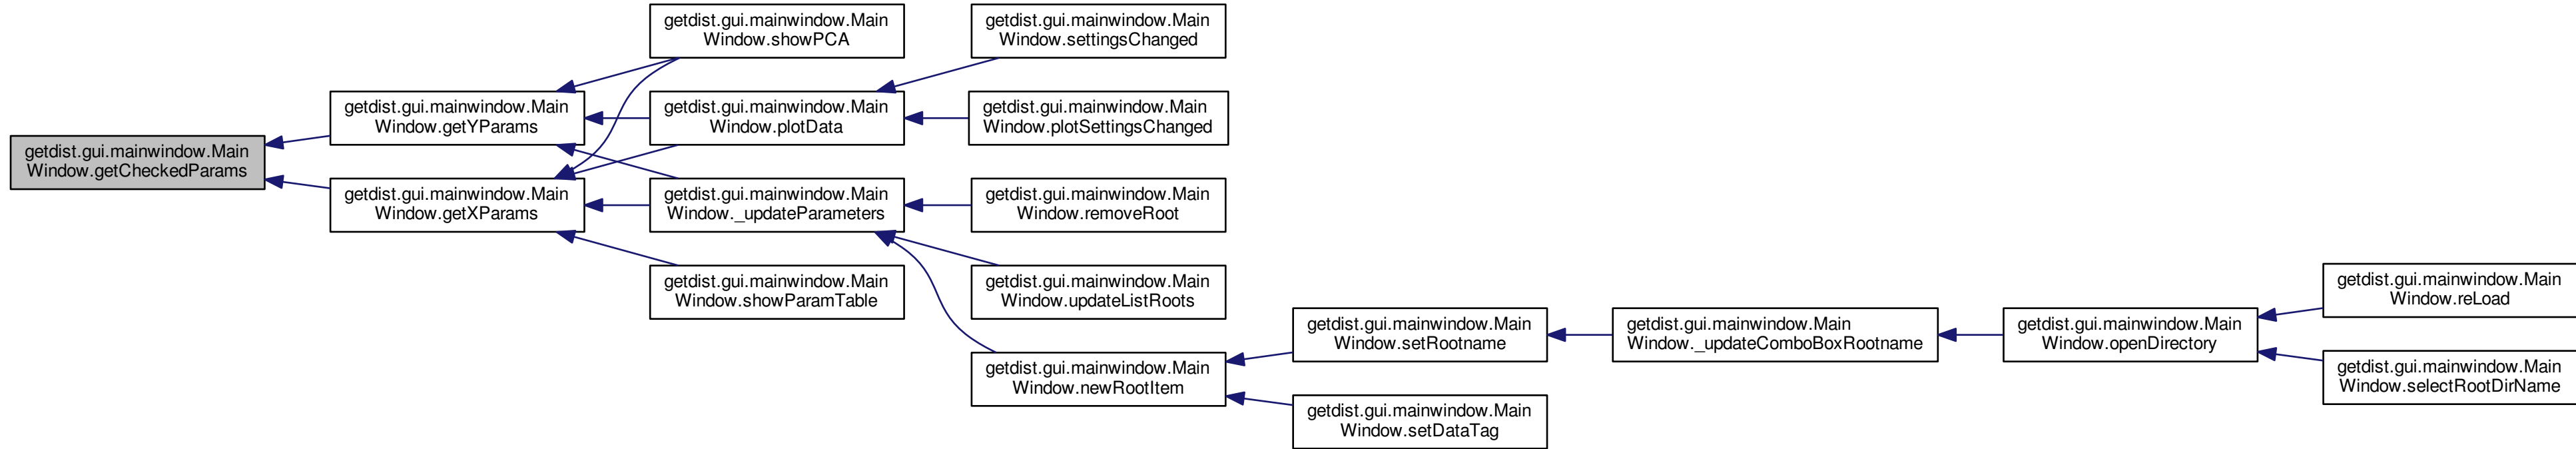 getdist.gui.mainwindow.Main
Window.getCheckedParams
getdist.gui.mainwindow.Main
Window.getYParams
getdist.gui.mainwindow.Main
Window.getXParams
getdist.gui.mainwindow.Main
Window.showPCA
getdist.gui.mainwindow.Main
Window.plotData
getdist.gui.mainwindow.Main
Window._updateParameters
getdist.gui.mainwindow.Main
Window.showParamTable
getdist.gui.mainwindow.Main
Window.settingsChanged
getdist.gui.mainwindow.Main
Window.plotSettingsChanged
getdist.gui.mainwindow.Main
Window.removeRoot
getdist.gui.mainwindow.Main
Window.updateListRoots
getdist.gui.mainwindow.Main
Window.newRootItem
getdist.gui.mainwindow.Main
Window.setRootname
getdist.gui.mainwindow.Main
Window.setDataTag
getdist.gui.mainwindow.Main
Window._updateComboBoxRootname
getdist.gui.mainwindow.Main
Window.openDirectory
getdist.gui.mainwindow.Main
Window.reLoad
getdist.gui.mainwindow.Main
Window.selectRootDirName